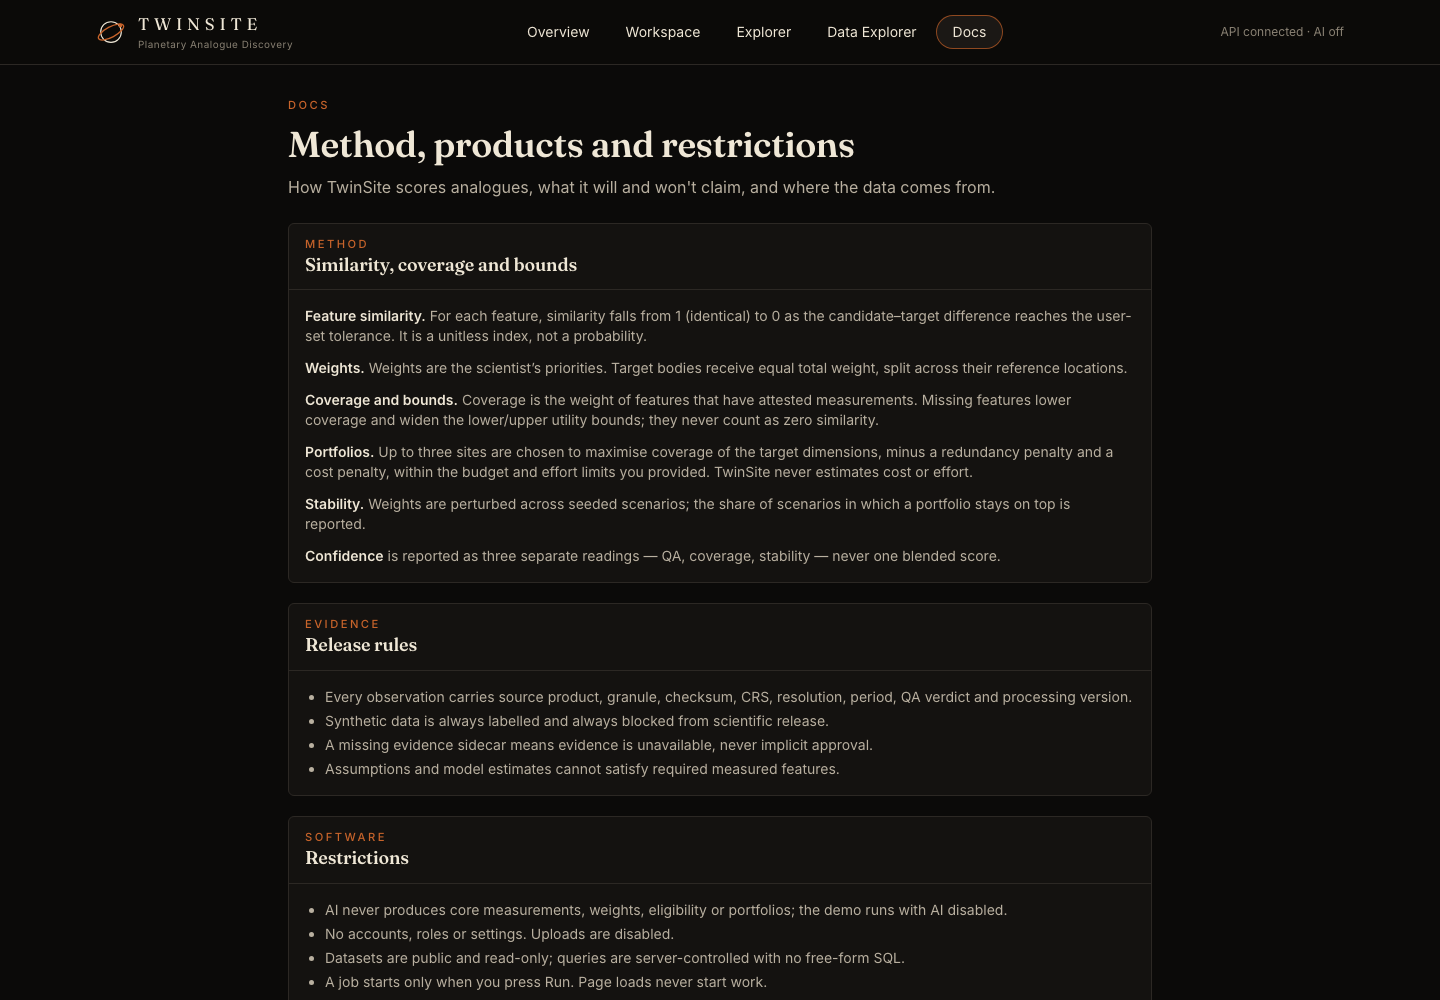 TWINSITE
Planetary Analogue Discovery
Overview
Workspace
Explorer
Data Explorer
Docs
API connected · AI off
DOCS
Method, products and restrictions
How TwinSite scores analogues, what it will and won't claim, and where the data comes from.
METHOD
Similarity, coverage and bounds
Feature similarity. For each feature, similarity falls from 1 (identical) to 0 as the candidate–target difference reaches the user-
set tolerance. It is a unitless index, not a probability.
Weights. Weights are the scientist’s priorities. Target bodies receive equal total weight, split across their reference locations.
Coverage and bounds. Coverage is the weight of features that have attested measurements. Missing features lower
coverage and widen the lower/upper utility bounds; they never count as zero similarity.
Portfolios. Up to three sites are chosen to maximise coverage of the target dimensions, minus a redundancy penalty and a
cost penalty, within the budget and effort limits you provided. TwinSite never estimates cost or effort.
Stability. Weights are perturbed across seeded scenarios; the share of scenarios in which a portfolio stays on top is
reported.
Confidence is reported as three separate readings — QA, coverage, stability — never one blended score.
EVIDENCE
Release rules
• Every observation carries source product, granule, checksum, CRS, resolution, period, QA verdict and processing version.
• Synthetic data is always labelled and always blocked from scientific release.
• A missing evidence sidecar means evidence is unavailable, never implicit approval.
• Assumptions and model estimates cannot satisfy required measured features.
SOFTWARE
Restrictions
• AI never produces core measurements, weights, eligibility or portfolios; the demo runs with AI disabled.
• No accounts, roles or settings. Uploads are disabled.
• Datasets are public and read-only; queries are server-controlled with no free-form SQL.
• A job starts only when you press Run. Page loads never start work.